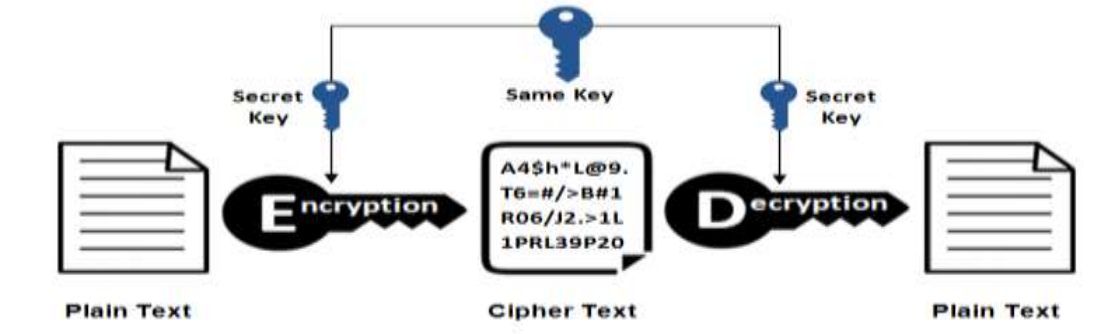 Same Key
Secret
Key
Secret
Key
Encryption
A4$h*L@9.
T6=#/>B#1
R06/J2.>1L
1PRL39P20
Decryption
Plain Text
Cipher Text
Plain Text